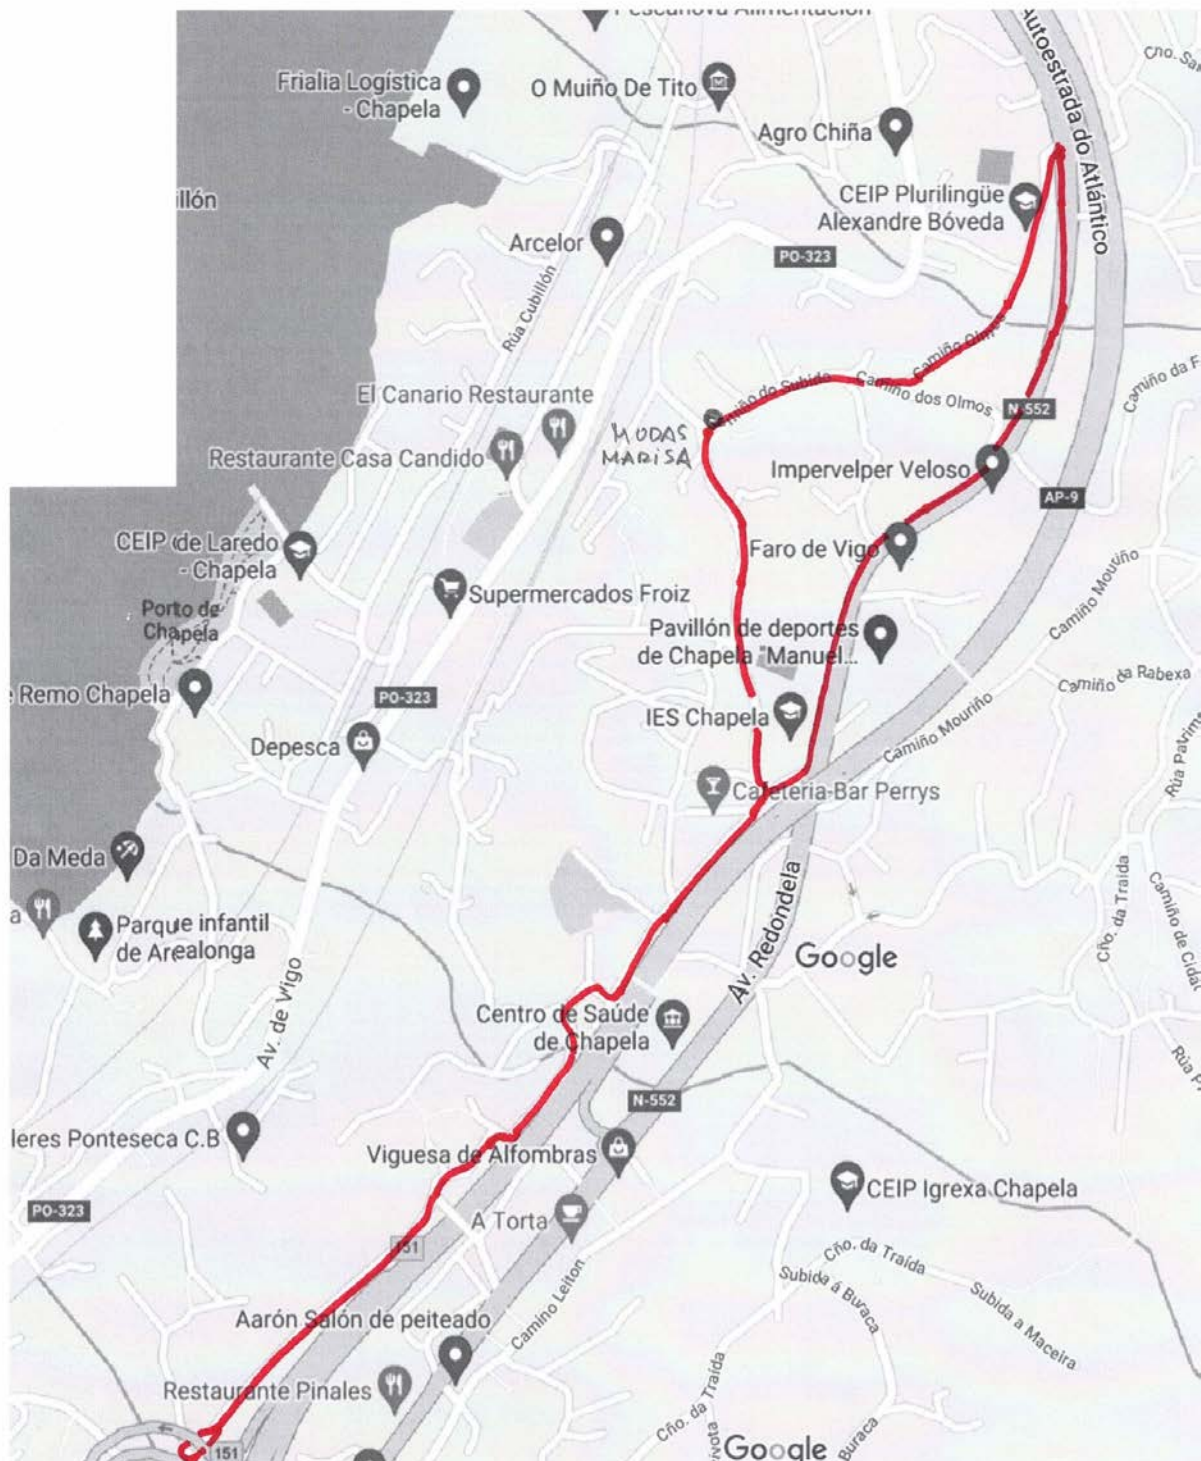 Pescanova Alimentación
Autoestrada do Atlántico
Frialia Logística
- Chapela
O Muiño De Tito
Agro Chiña
CEIP Plurilingüe
Alexandre Bóveda
illón
Arcelor
PO-323
Rúa Cubillón
Camiño Olmos
Camiño do Subido
Camiño dos Olmos
Camiño da F
El Canario Restaurante
N-552
MODAS
MARISA
Restaurante Casa Candido
Impervelper Veloso
AP-9
CEIP de Laredo
- Chapela
Faro de Vigo
Supermercados Froiz
Camiño Mouriño
Porto de
Chapela
Pavillón de deportes
de Chapela "Manuel...
Camiño da Rabexa
e Remo Chapela
PO-323
IES Chapela
Camiño Mouriño
Depesca
Cafetería-Bar Perrys
Da Meda
Cño. da Traída
Camiño de Cidal
a
Parque infantil
de Arealonga
Av. Redondela
Google
Av. de Vigo
Centro de Saúde
de Chapela
N-552
leres Ponteseca C.B
Viguesa de Alfombras
CEIP Igrexa Chapela
PO-323
A Torta
151
Cño. da Traída
Subida á Buraca
Subida a Maceira
Camino Leiton
Aarón Salón de peiteado
Restaurante Pinales
Cño. da Traída
Buraca
151
Google